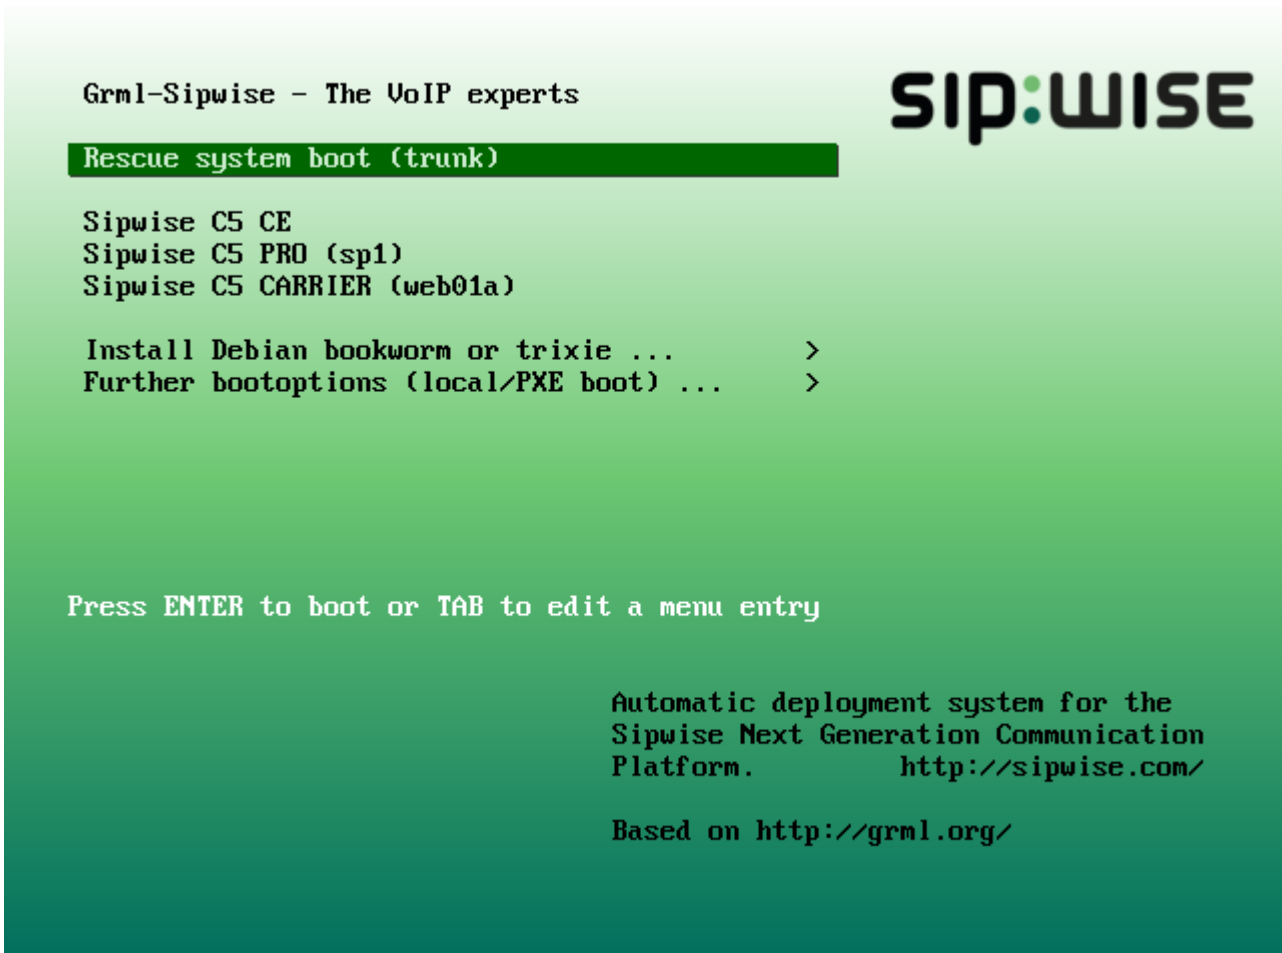 Grml-Sipwise - The VoIP experts
sip:wise
Rescue system boot (trunk)
Sipwise C5 CE
Sipwise C5 PRO (sp1)
Sipwise C5 CARRIER (web01a)
Install Debian bookworm or trixie ... >
Further bootoptions (local/PXE boot) ... >
Press ENTER to boot or TAB to edit a menu entry
Automatic deployment system for the
Sipwise Next Generation Communication
Platform. http://sipwise.com/
Based on http://grml.org/